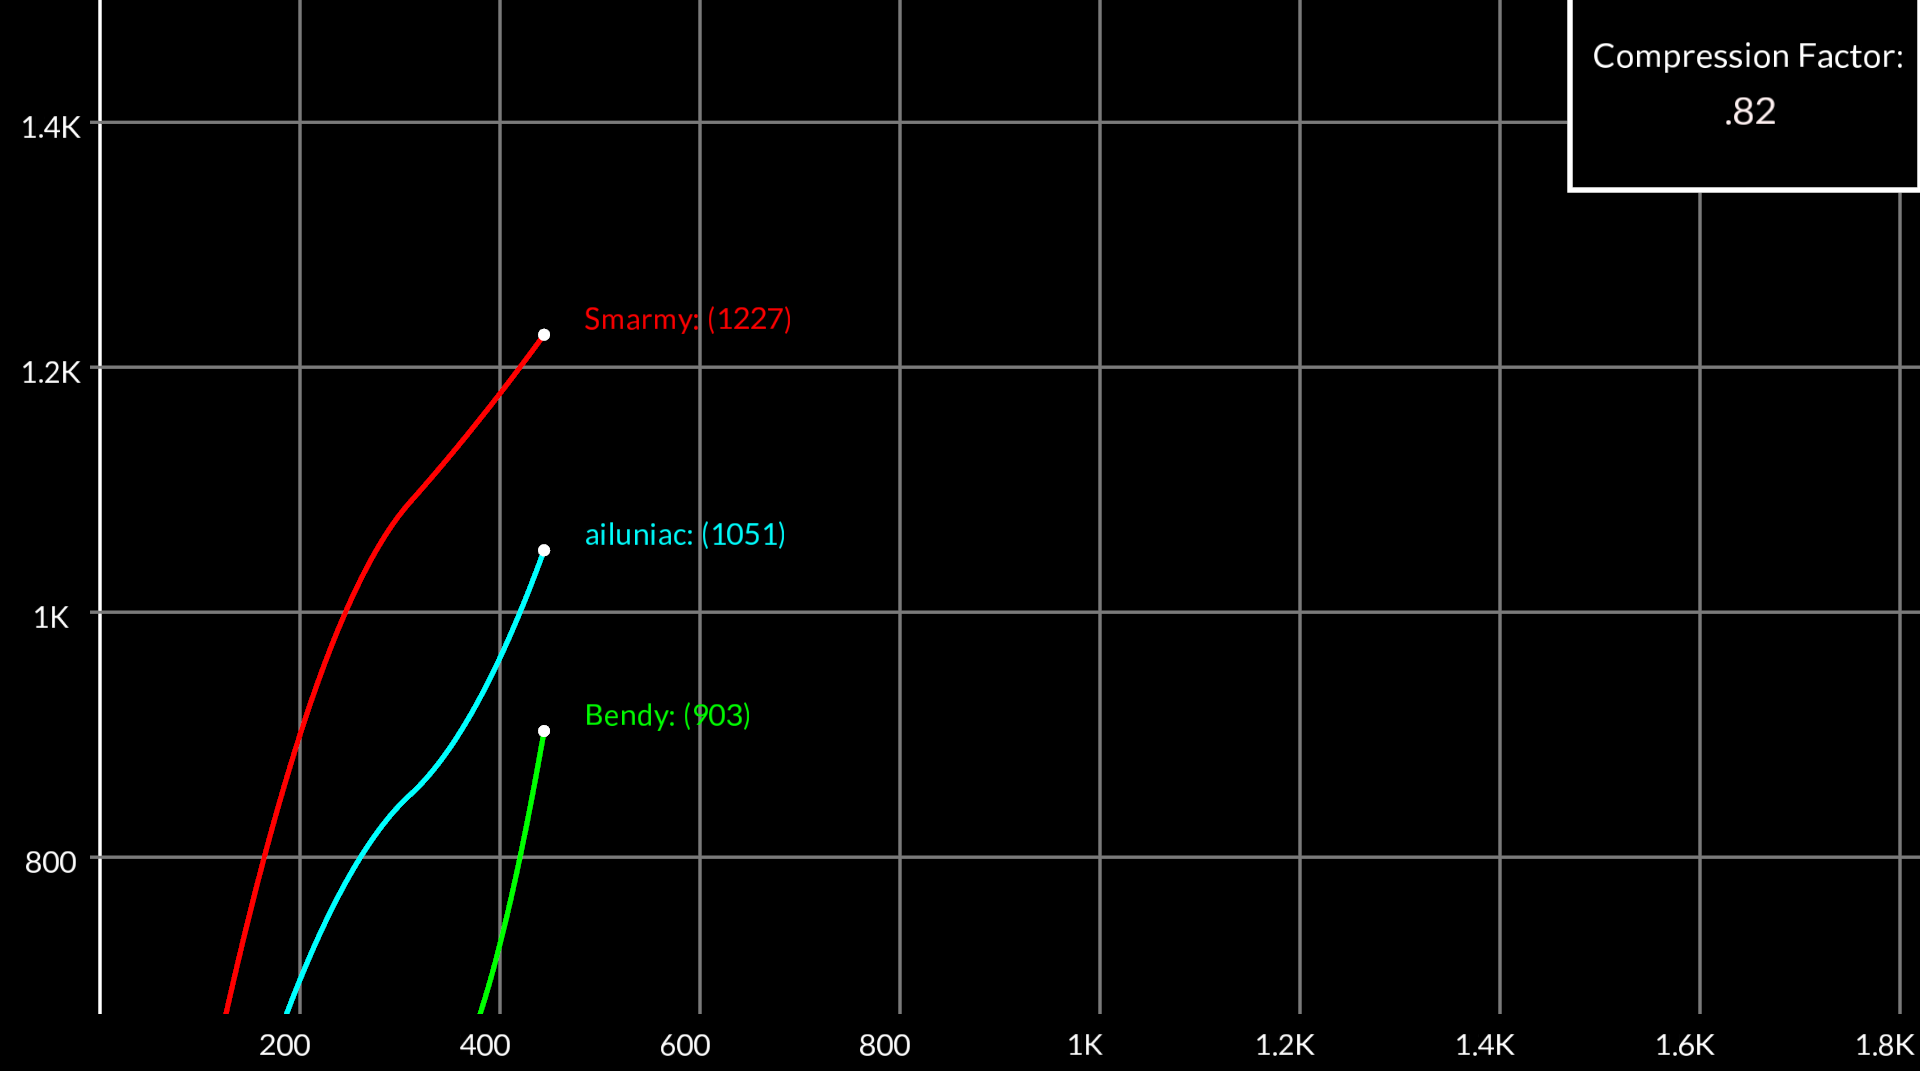 Compression Factor:
.82
1.4K
Smarmy: (1227)
1.2K
ailuniac: (1051)
1K
Bendy: (903)
800
200 400 600 800 1K 1.2K 1.4K 1.6K 1.8K